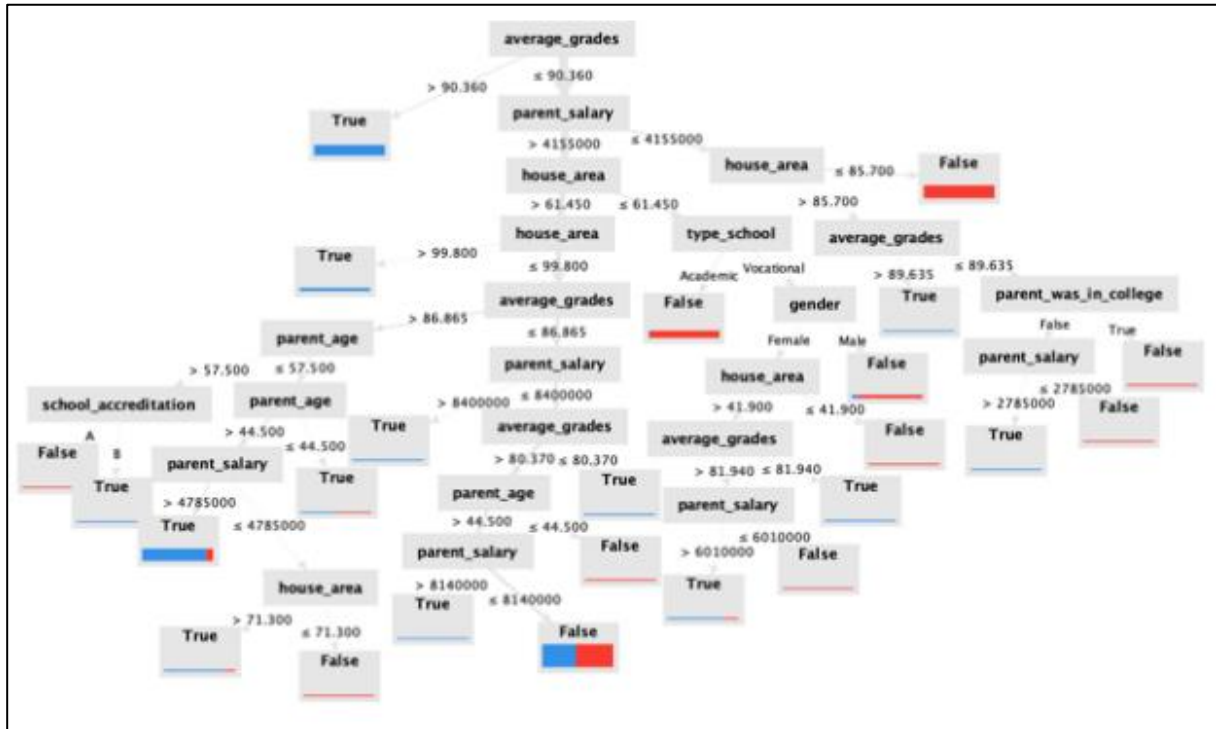 average_grades
> 90.360
≤ 90.360
True
parent_salary
> 4155000
≤ 4155000
house_area
house_area
≤ 85.700
False
> 61.450
≤ 61.450
> 85.700
house_area
type_school
average_grades
> 99.800
≤ 99.800
Academic
Vocational
> 89.635
≤ 89.635
True
average_grades
False
gender
True
parent_was_in_college
> 86.865
≤ 86.865
Female
Male
False
True
parent_age
parent_salary
house_area
False
parent_salary
False
> 57.500
≤ 57.500
> 8400000
≤ 8400000
> 41.900
≤ 41.900
> 2785000
≤ 2785000
school_accreditation
parent_age
True
average_grades
average_grades
False
True
False
A
B
> 44.500
≤ 44.500
> 80.370
≤ 80.370
> 81.940
≤ 81.940
False
True
parent_salary
True
parent_age
True
parent_salary
True
> 4785000
≤ 4785000
> 44.500
≤ 44.500
> 6010000
≤ 6010000
True
house_area
parent_salary
False
True
False
> 71.300
≤ 71.300
> 8140000
≤ 8140000
True
False
True
False